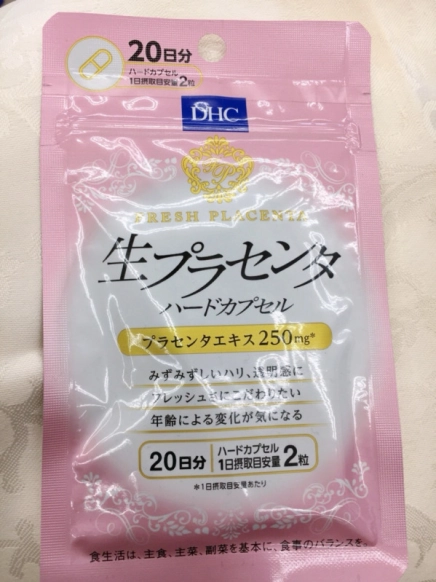 20日分
ハードカプセル
1日摂取目安量2粒
DHC
FRESH PLACENTA
生プラセンタ
ハードカプセル
プラセンタエキス250mg*
みずみずしいハリ、透明感に
フレッシュさにこだわりたい
年齢による変化が気になる
20日分 ハードカプセル
1日摂取目安量2粒
*1日摂取目安量あたり
食生活は、主食、主菜、副菜を基本に、食事のバランスを。